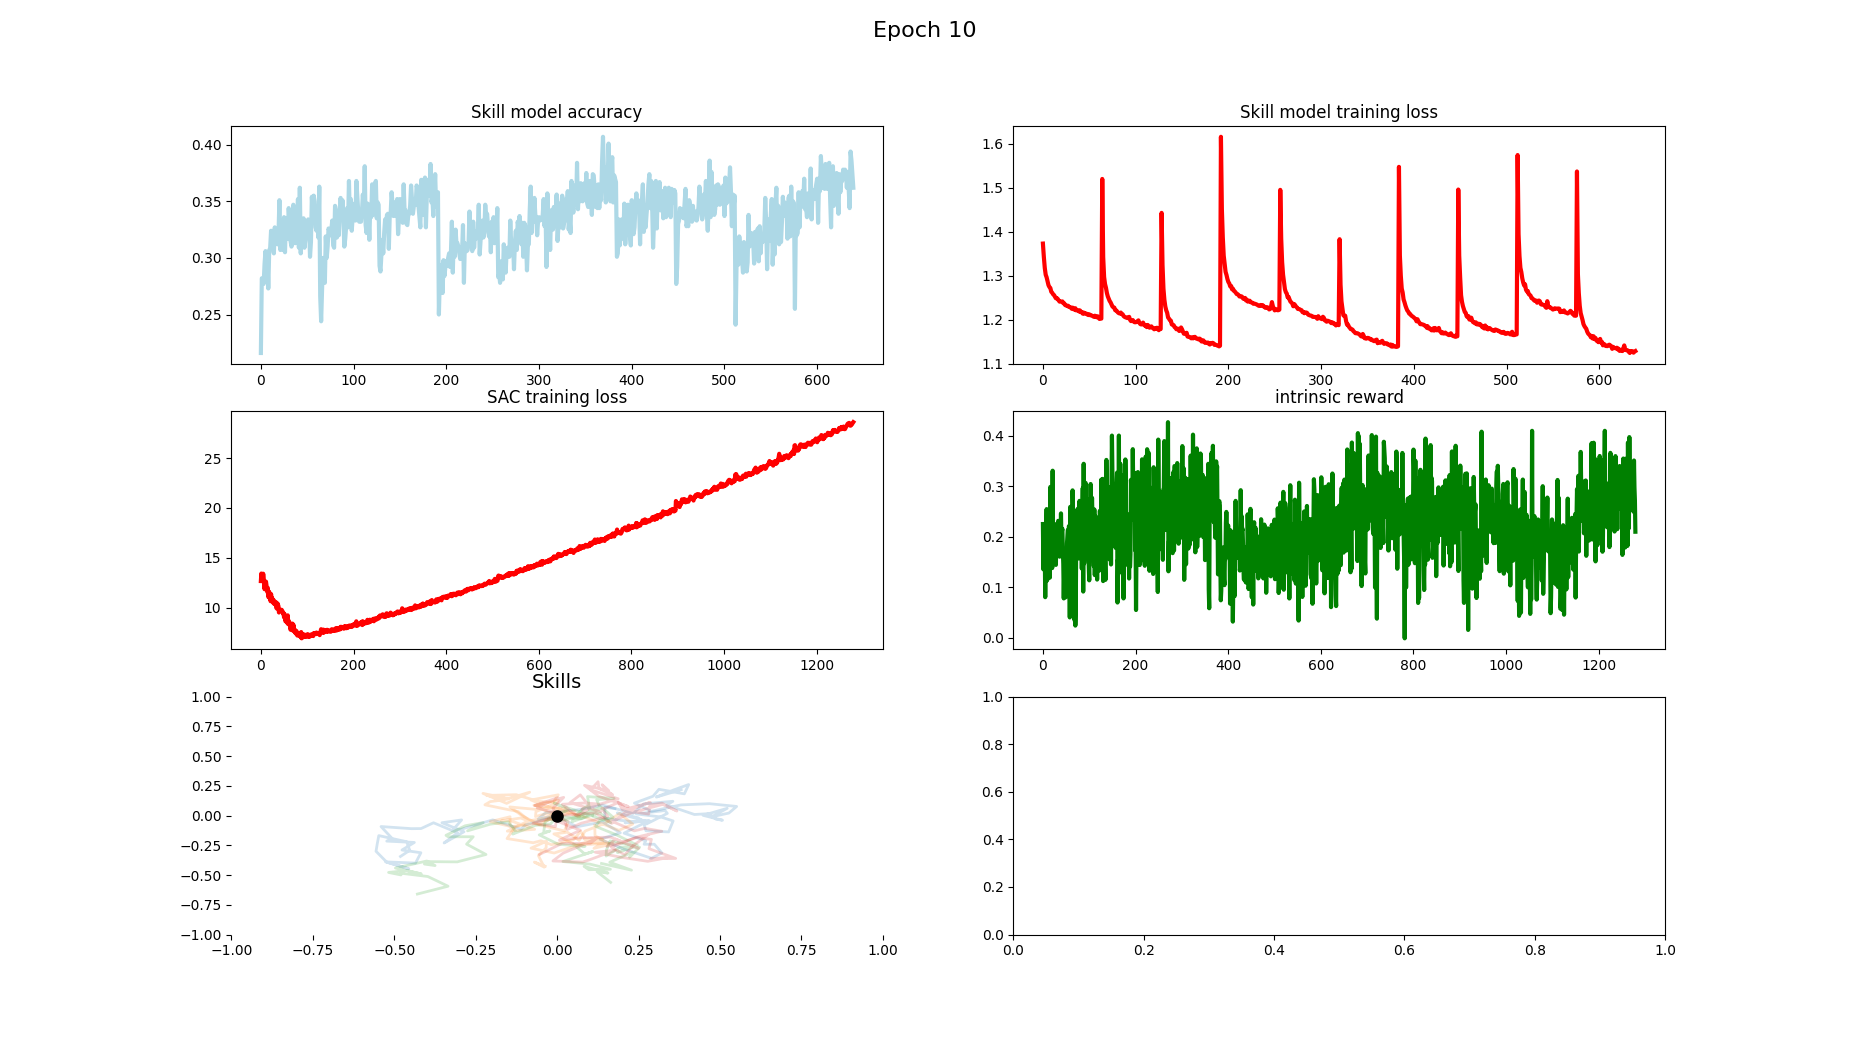 Epoch 10
Skill model accuracy
0.40
0.35
0.30
0.25
0 100 200 300 400 500 600
Skill model training loss
1.6
1.5
1.4
1.3
1.2
1.1
0 100 200 300 400 500 600
SAC training loss
25
20
15
10
0 200 400 600 800 1000 1200
intrinsic reward
0.4
0.3
0.2
0.1
0.0
0 200 400 600 800 1000 1200
Skills
1.00
0.75
0.50
0.25
0.00
−0.25
−0.50
−0.75
−1.00
−1.00 −0.75 −0.50 −0.25 0.00 0.25 0.50 0.75 1.00
1.0
0.8
0.6
0.4
0.2
0.0
0.0 0.2 0.4 0.6 0.8 1.0